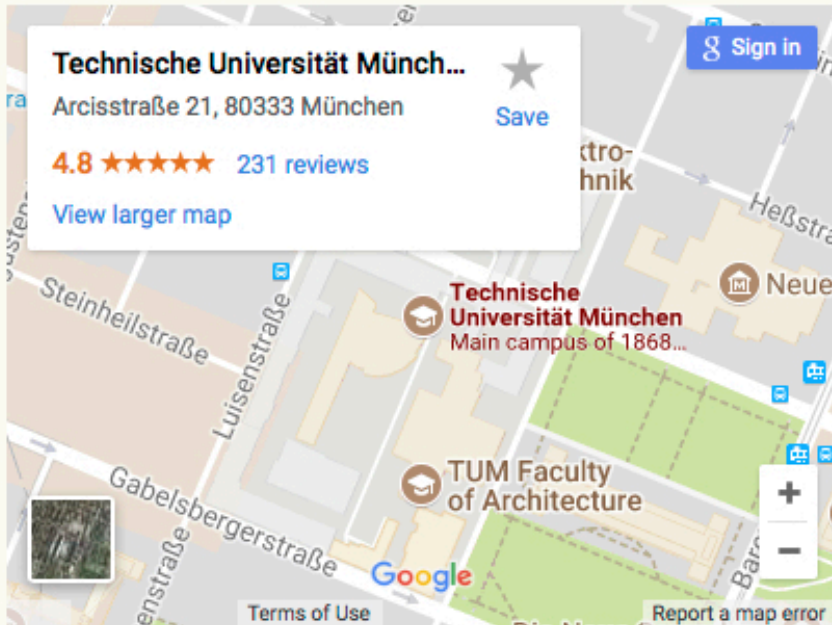 Technische Universität Münch...
Arcisstraße 21, 80333 München
4.8
231 reviews
View larger map
Save
Sign in
ktro-
hnik
Heßstra
Neue
Technische
Universität München
Main campus of 1868...
Steinheilstraße
Luisenstraße
TUM Faculty
of Architecture
Gabelsbergerstraße
enstraße
Bare
+
−
Google
Terms of Use
Report a map error